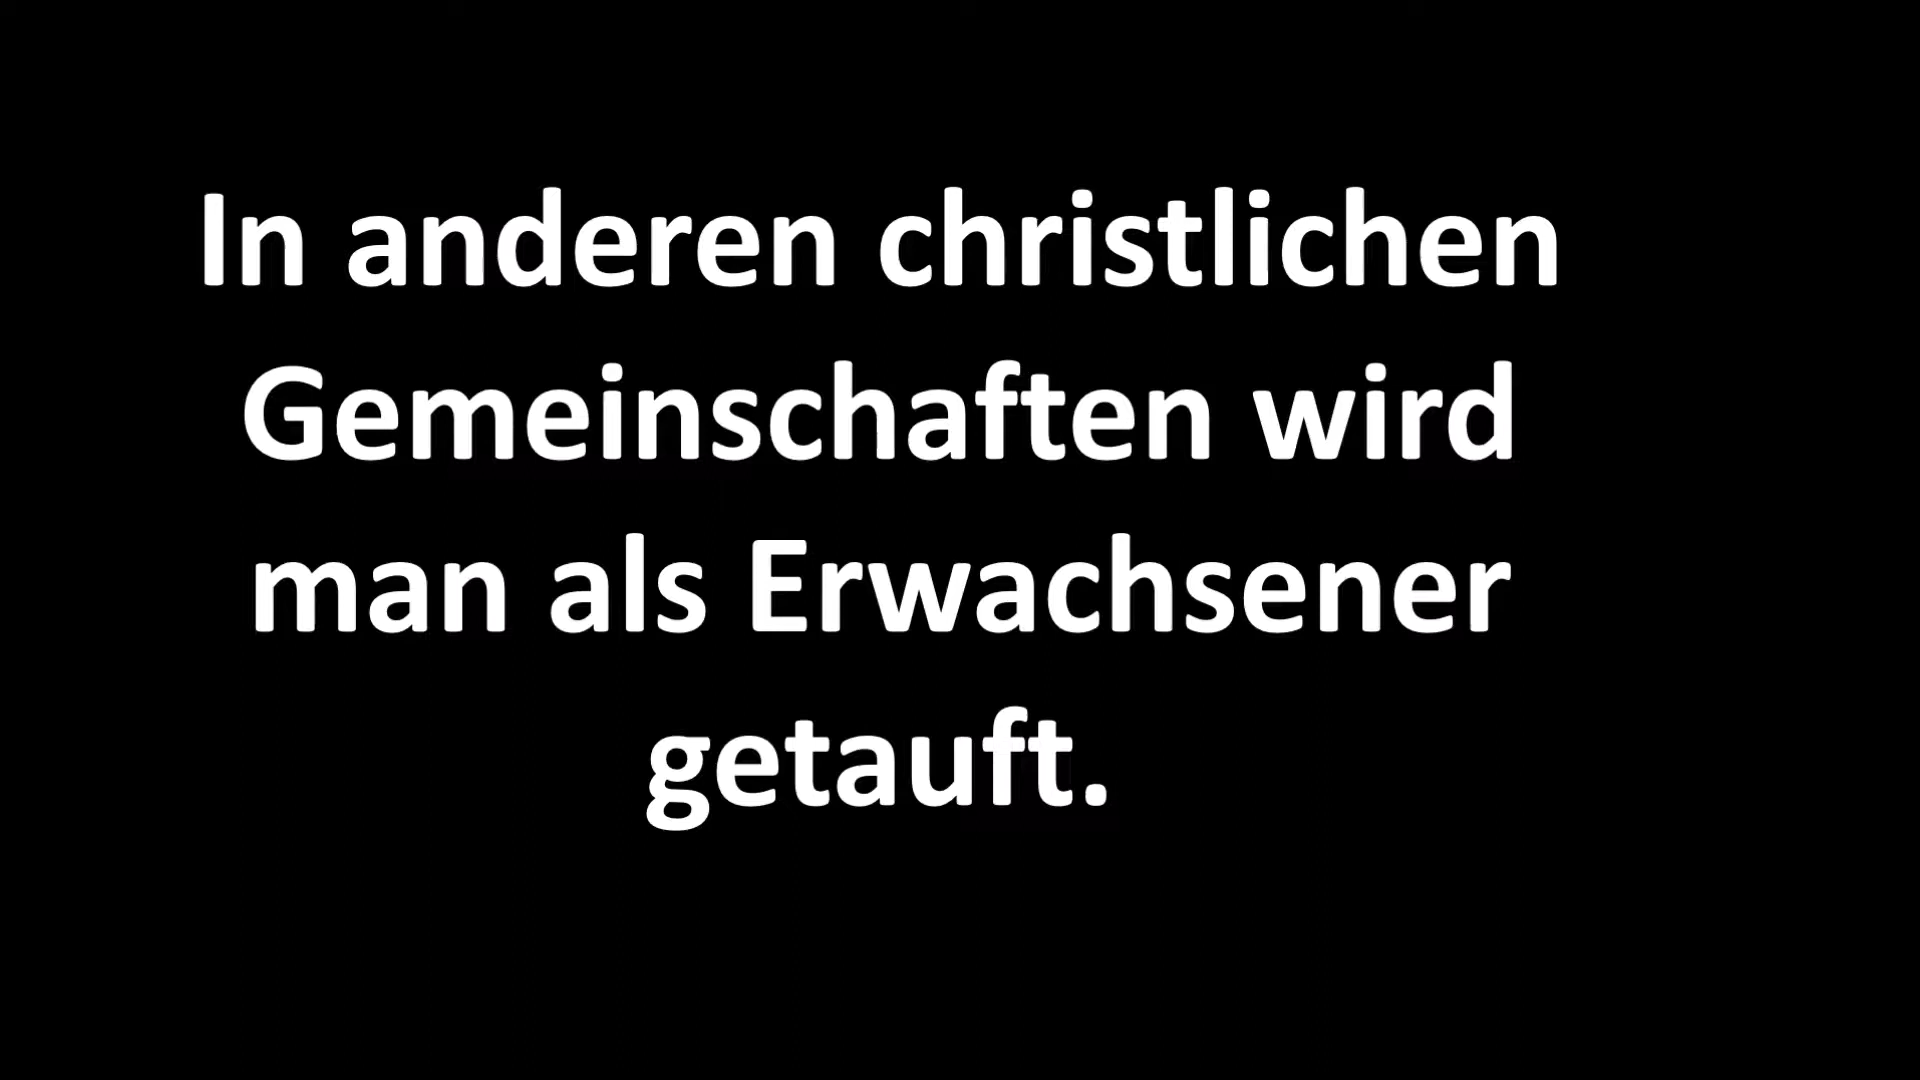 In anderen christlichen
Gemeinschaften wird
man als Erwachsener
getauft.